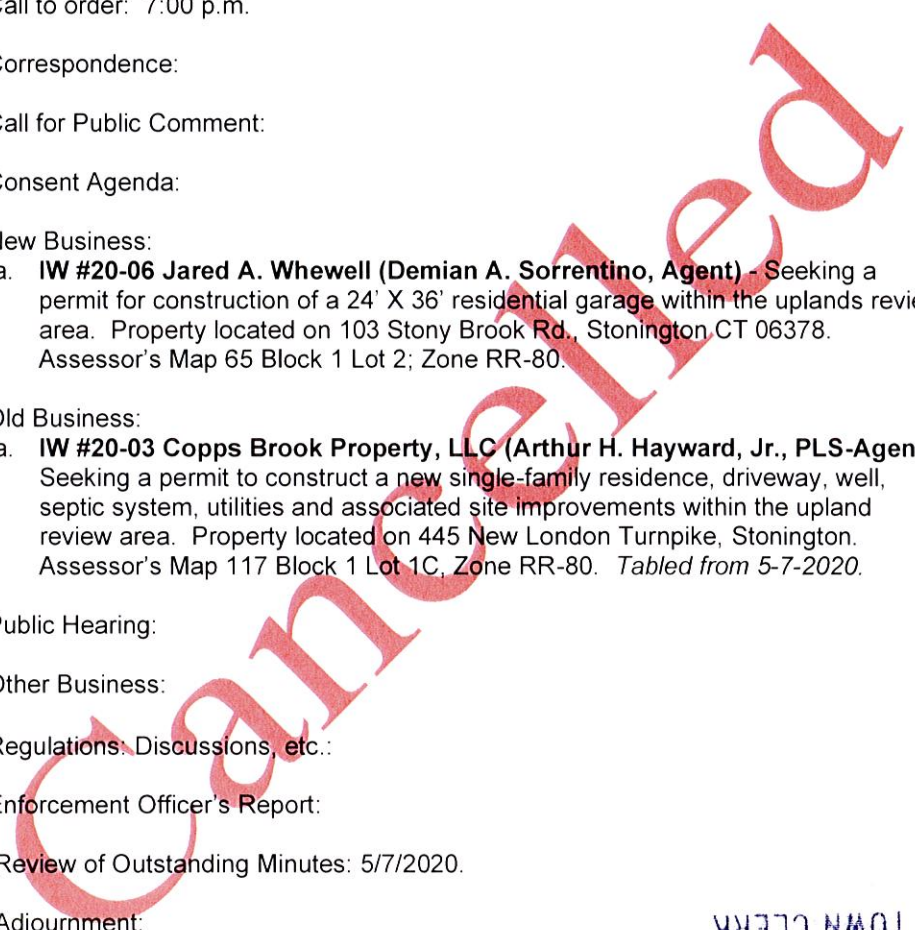 Call to order: 7:00 p.m.
Correspondence:
Call for Public Comment:
Consent Agenda:
New Business:
a. IW #20-06 Jared A. Whewell (Demian A. Sorrentino, Agent) - Seeking a
permit for construction of a 24' X 36' residential garage within the uplands revie
area. Property located on 103 Stony Brook Rd., Stonington CT 06378.
Assessor's Map 65 Block 1 Lot 2; Zone RR-80.
Old Business:
a. IW #20-03 Copps Brook Property, LLC (Arthur H. Hayward, Jr., PLS-Agen
Seeking a permit to construct a new single-family residence, driveway, well,
septic system, utilities and associated site improvements within the upland
review area. Property located on 445 New London Turnpike, Stonington.
Assessor's Map 117 Block 1 Lot 1C, Zone RR-80. Tabled from 5-7-2020.
Public Hearing:
Other Business:
Regulations: Discussions, etc.:
Enforcement Officer's Report:
Review of Outstanding Minutes: 5/7/2020.
Adjournment:
TOWN CLERK
Cancelled